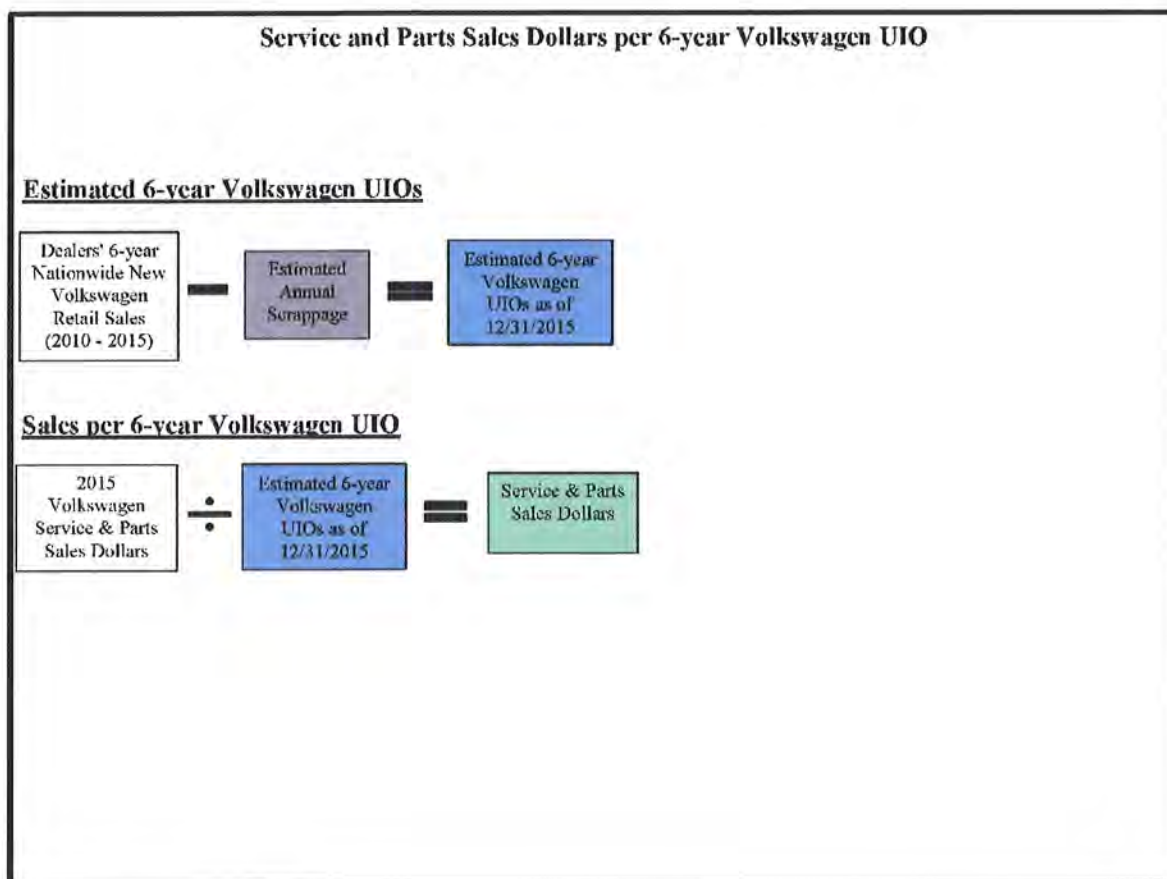 Service and Parts Sales Dollars per 6-year Volkswagen UIO
Estimated 6-year Volkswagen UIOs
Dealers' 6-year
Nationwide New
Volkswagen
Retail Sales
(2010 - 2015)
Estimated
Annual
Scrappage
Estimated 6-year
Volkswagen
UIOs as of
12/31/2015
Sales per 6-year Volkswagen UIO
2015
Volkswagen
Service & Parts
Sales Dollars
÷
Estimated 6-year
Volkswagen
UIOs as of
12/31/2015
Service & Parts
Sales Dollars